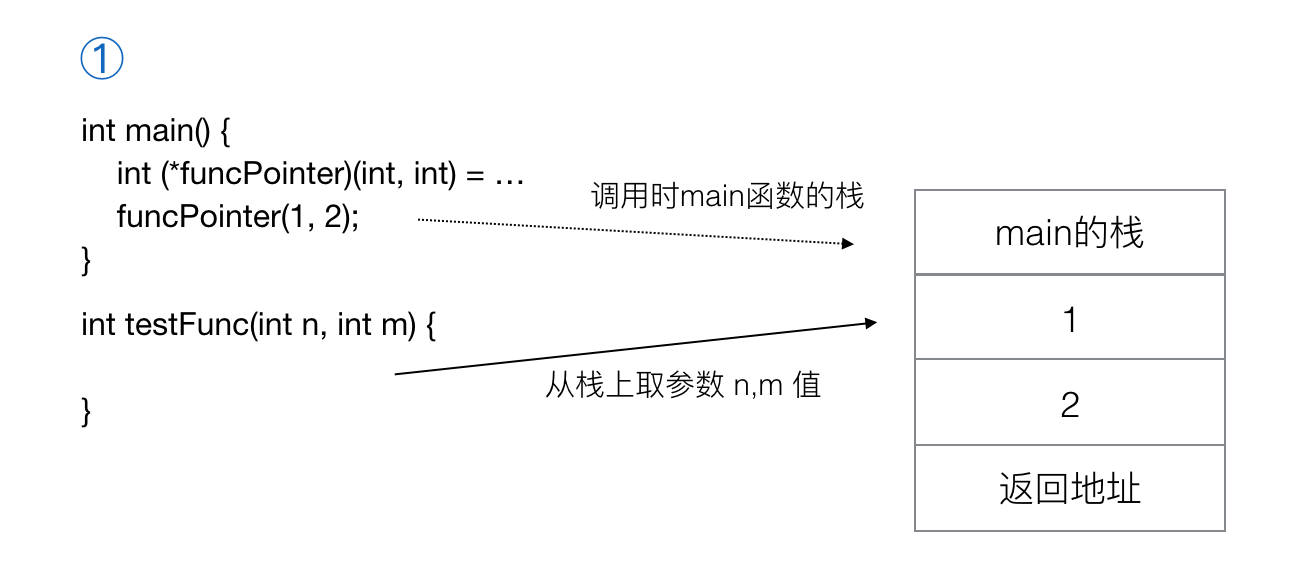 ①
int main() {
int (*funcPointer)(int, int) = …
funcPointer(1, 2);
}
int testFunc(int n, int m) {
}
调用时main函数的栈
从栈上取参数 n,m 值
main的栈
1
2
返回地址